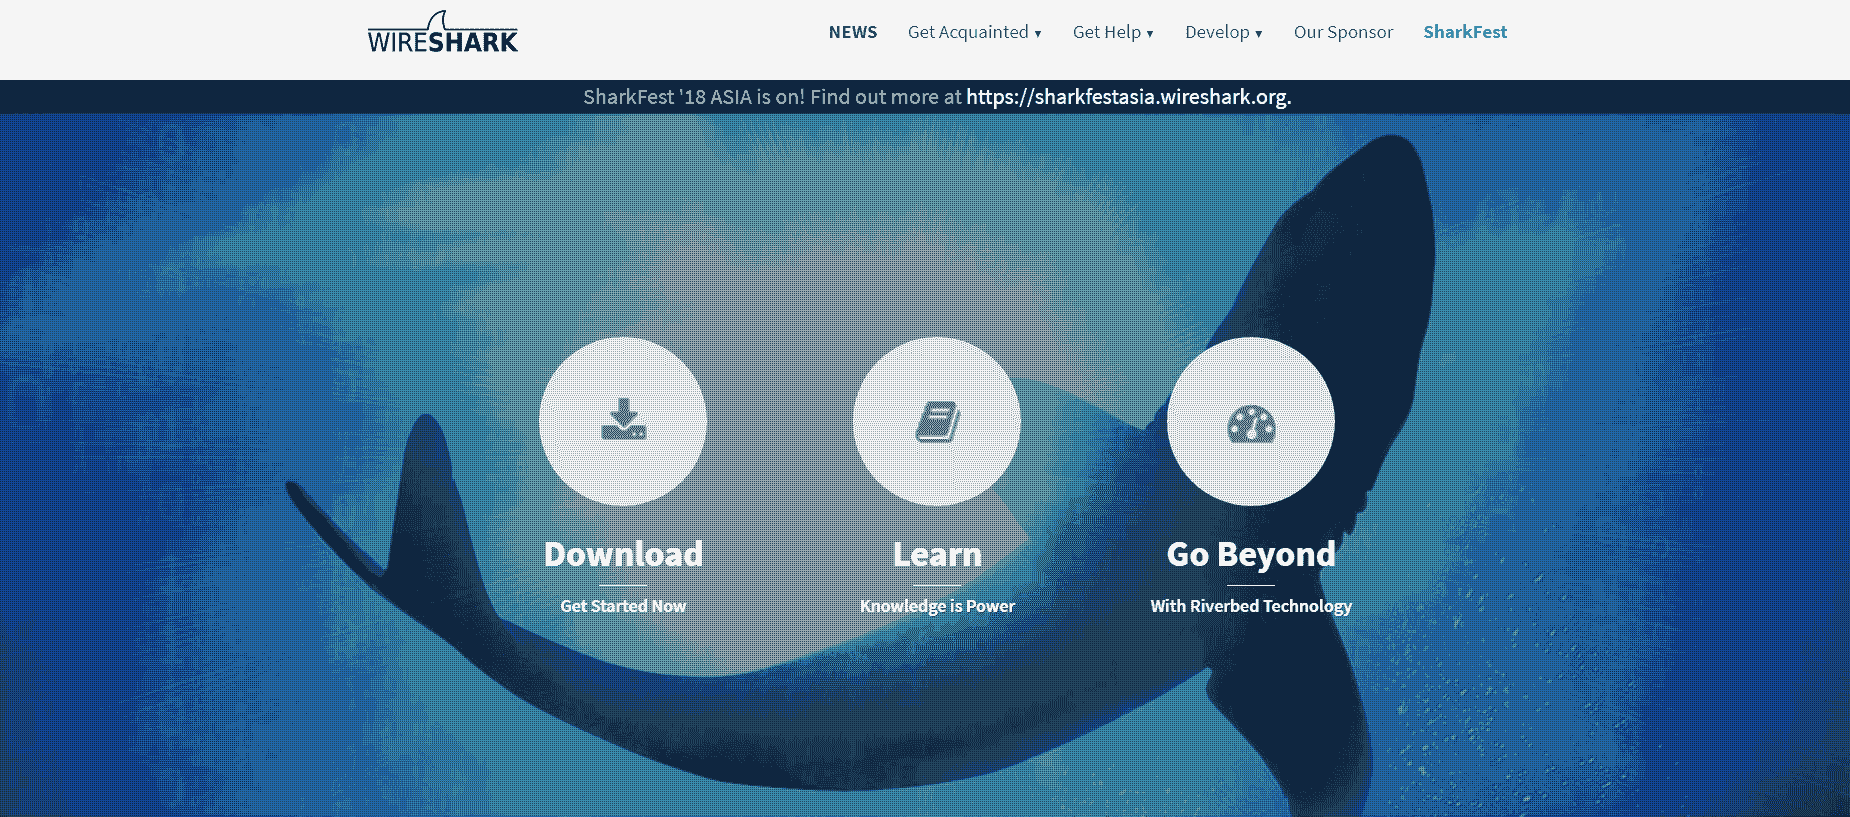 WIRESHARK
NEWS Get Acquainted ▼ Get Help ▼ Develop ▼ Our Sponsor SharkFest
SharkFest '18 ASIA is on! Find out more at https://sharkfestasia.wireshark.org.
Download Learn Go Beyond
Get Started Now Knowledge is Power With Riverbed Technology